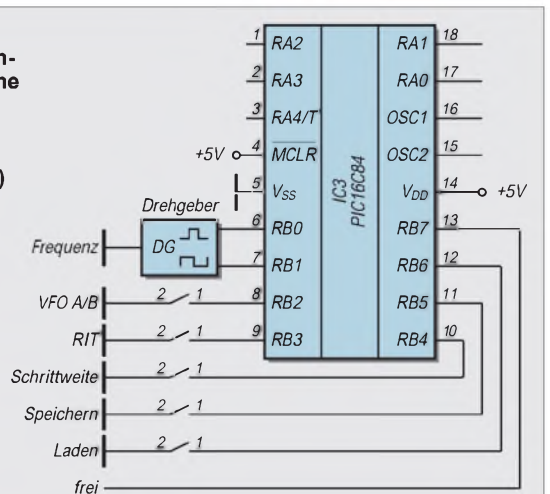 n-
ne
)
1 RA2 RA1 18
2 RA3 RA0 17
3 RA4/T OSC1 16
+5V 4 MCLR OSC2 15
5 VSS VDD 14 +5V
IC3
PIC16C84
Drehgeber
6 RB0 RB7 13
Frequenz DG
7 RB1 RB6 12
VFO A/B 2 1 8 RB2 RB5 11
RIT 2 1 9 RB3 RB4 10
Schrittweite 2 1
Speichern 2 1
Laden 2 1
frei